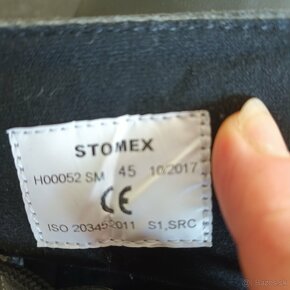 STOMEX
H00052 SM 45 10/2017
CE
ISO 20345:2011 S1,SRC